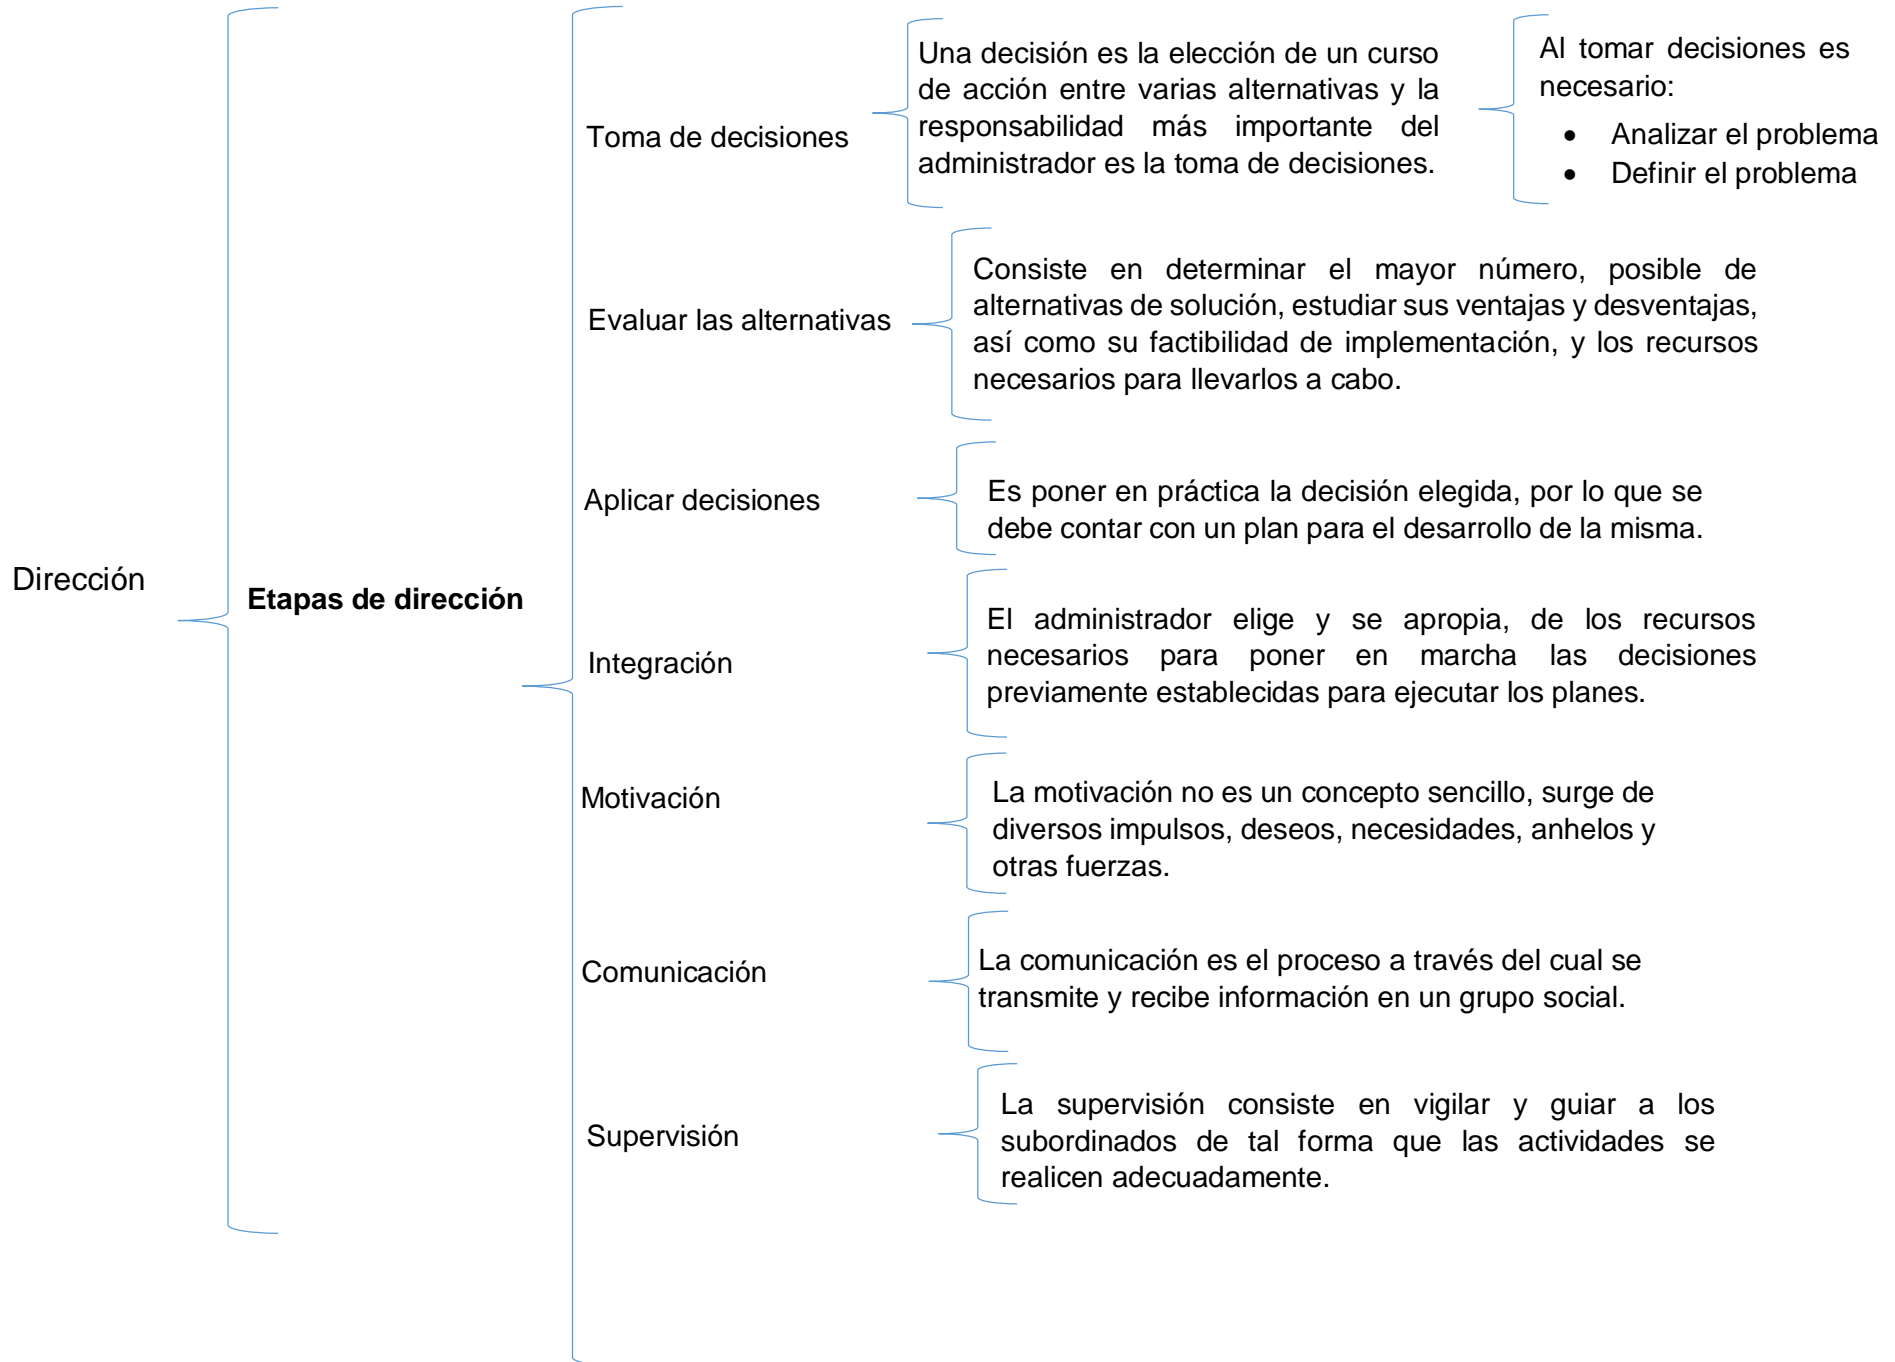 Dirección
Etapas de dirección
Toma de decisiones
Una decisión es la elección de un curso
de acción entre varias alternativas y la
responsabilidad más importante del
administrador es la toma de decisiones.
Al tomar decisiones es
necesario:
• Analizar el problema
• Definir el problema
Evaluar las alternativas
Consiste en determinar el mayor número, posible de
alternativas de solución, estudiar sus ventajas y desventajas,
así como su factibilidad de implementación, y los recursos
necesarios para llevarlos a cabo.
Aplicar decisiones
Es poner en práctica la decisión elegida, por lo que se
debe contar con un plan para el desarrollo de la misma.
Integración
El administrador elige y se apropia, de los recursos
necesarios para poner en marcha las decisiones
previamente establecidas para ejecutar los planes.
Motivación
La motivación no es un concepto sencillo, surge de
diversos impulsos, deseos, necesidades, anhelos y
otras fuerzas.
Comunicación
La comunicación es el proceso a través del cual se
transmite y recibe información en un grupo social.
Supervisión
La supervisión consiste en vigilar y guiar a los
subordinados de tal forma que las actividades se
realicen adecuadamente.